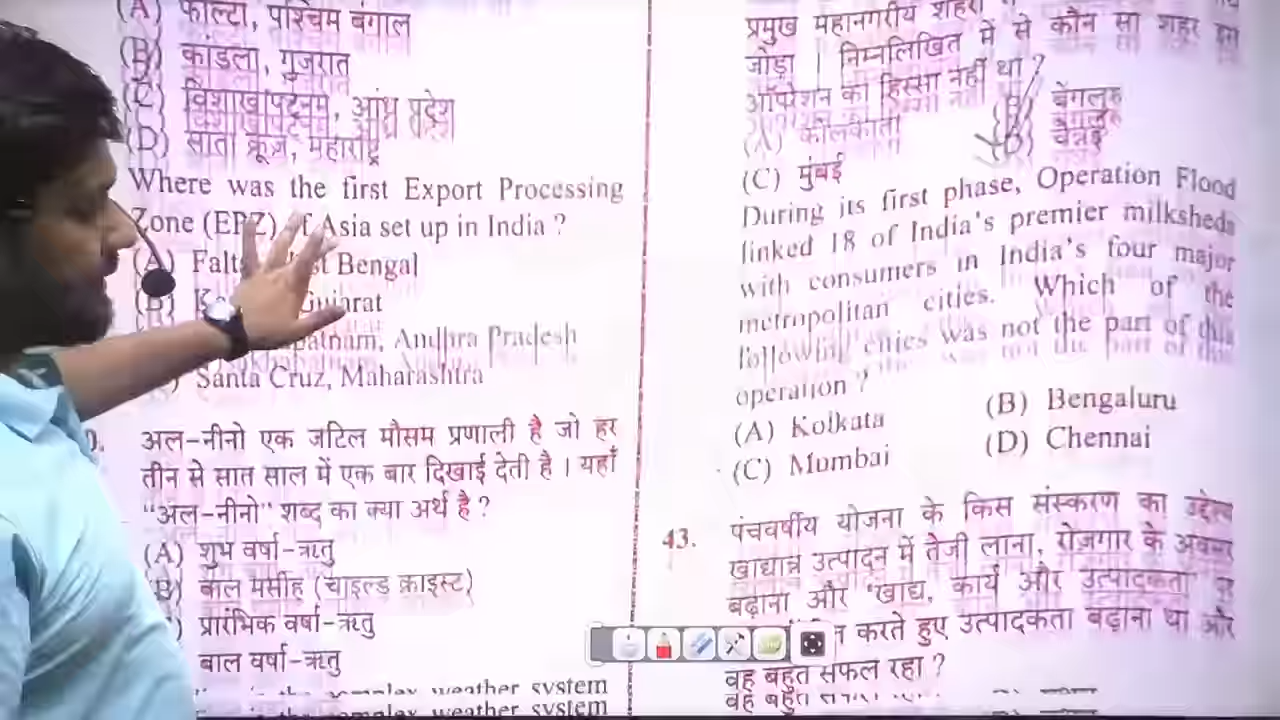 (A) फाल्टा, पश्चिम बंगाल
(B) कांडला, गुजरात
(C) विशाखापट्नम, आंध्र प्रदेश
(D) सांता क्रूज़, महाराष्ट्र
Where was the first Export Processing
Zone (EPZ) of Asia set up in India ?
(A) Bengal
(B) Gujarat
Andhra Pradesh
Santa Cruz, Maharashtra
अल-नीनो एक जटिल मौसम प्रणाली है जो हर
तीन से सात साल में एक बार दिखाई देती है । यहाँ
“अल-नीनो” शब्द का क्या अर्थ है ?
(A) शुभ वर्षा-ऋतु
(B) बाल मसीह (चाइल्ड क्राइस्ट)
प्रारंभिक वर्षा-ऋतु
बाल वर्षा-ऋतु
complex weather system
प्रमुख महानगरीय शहरों
जोड़ा । निम्नलिखित में से कौन सा शहर इस
ऑपरेशन का हिस्सा नहीं था ?
(A) कोलकाता (B) बेंगलुरु
(C) मुंबई (D) चेन्नई
During its first phase, Operation Flood
linked 18 of India's premier milksheds
with consumers in India's four major
metropolitan cities. Which of the
following cities was not the part of this
operation ?
(A) Kolkata (B) Bengaluru
(C) Mumbai (D) Chennai
43. पंचवर्षीय योजना के किस संस्करण का उद्देश्य
खाद्यान्न उत्पादन में तेजी लाना, रोज़गार के अवसर
बढ़ाना और ‘खाद्य, कार्य और उत्पादकता’
करते हुए उत्पादकता बढ़ाना था और
वह बहुत सफल रहा ?